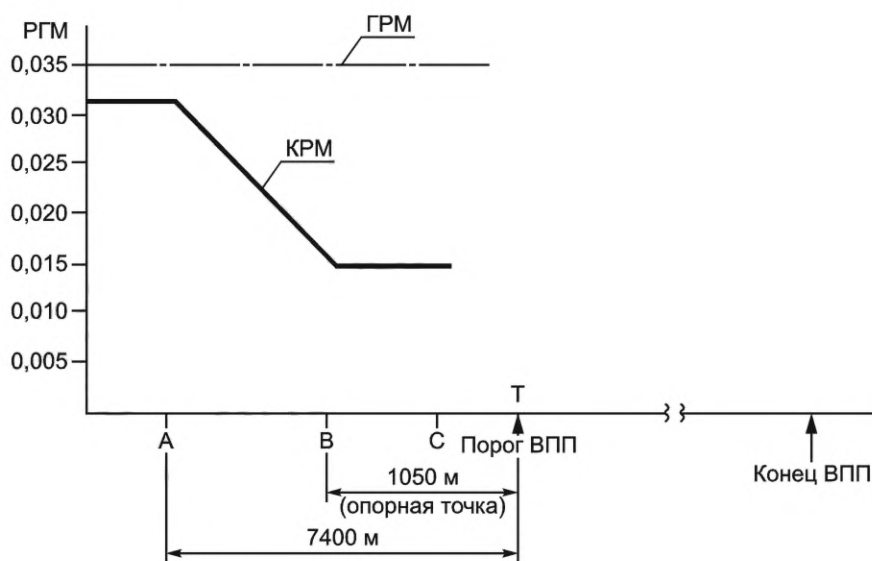 РГМ
ГРМ
0,035
0,030
КРМ
0,025
0,020
0,015
0,010
0,005
Т
А
В
С
Порог ВПП
1050 м
(опорная точка)
Конец ВПП
7400 м